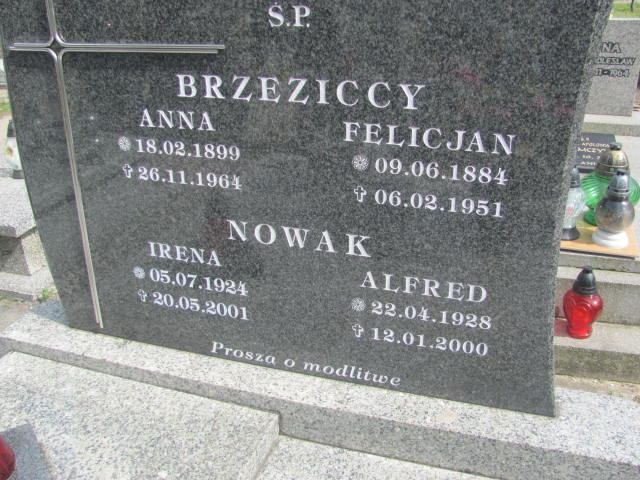 Ś.P.
BRZEZICCY
ANNA
18.02.1899
26.11.1964
FELICJAN
09.06.1884
06.02.1951
NOWAK
IRENA
05.07.1924
20.05.2001
ALFRED
22.04.1928
12.01.2000
Prosza o modlitwe